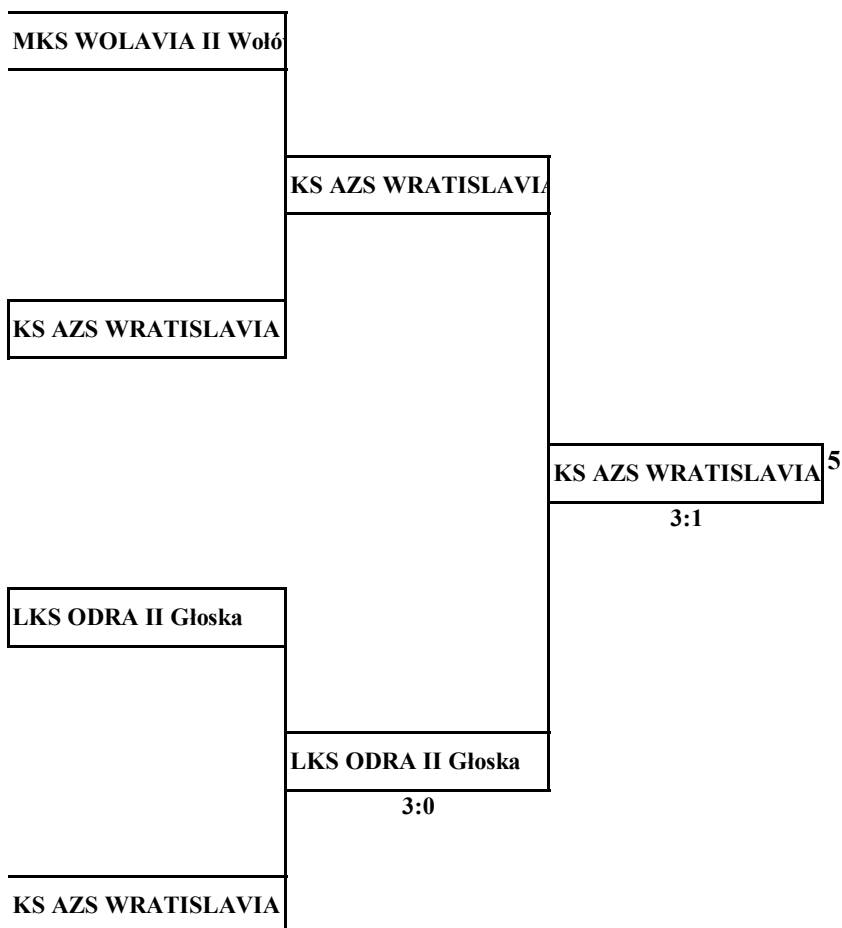 MKS WOLAVIA II Wołó
KS AZS WRATISLAVIA
KS AZS WRATISLAVIA
KS AZS WRATISLAVIA
5
3:1
LKS ODRA II Głoska
LKS ODRA II Głoska
3:0
KS AZS WRATISLAVIA